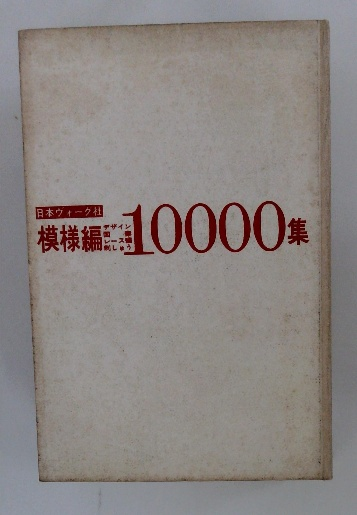 日本ヴォーグ社
模様編 10000集
デザイン
レース
刺しゅう